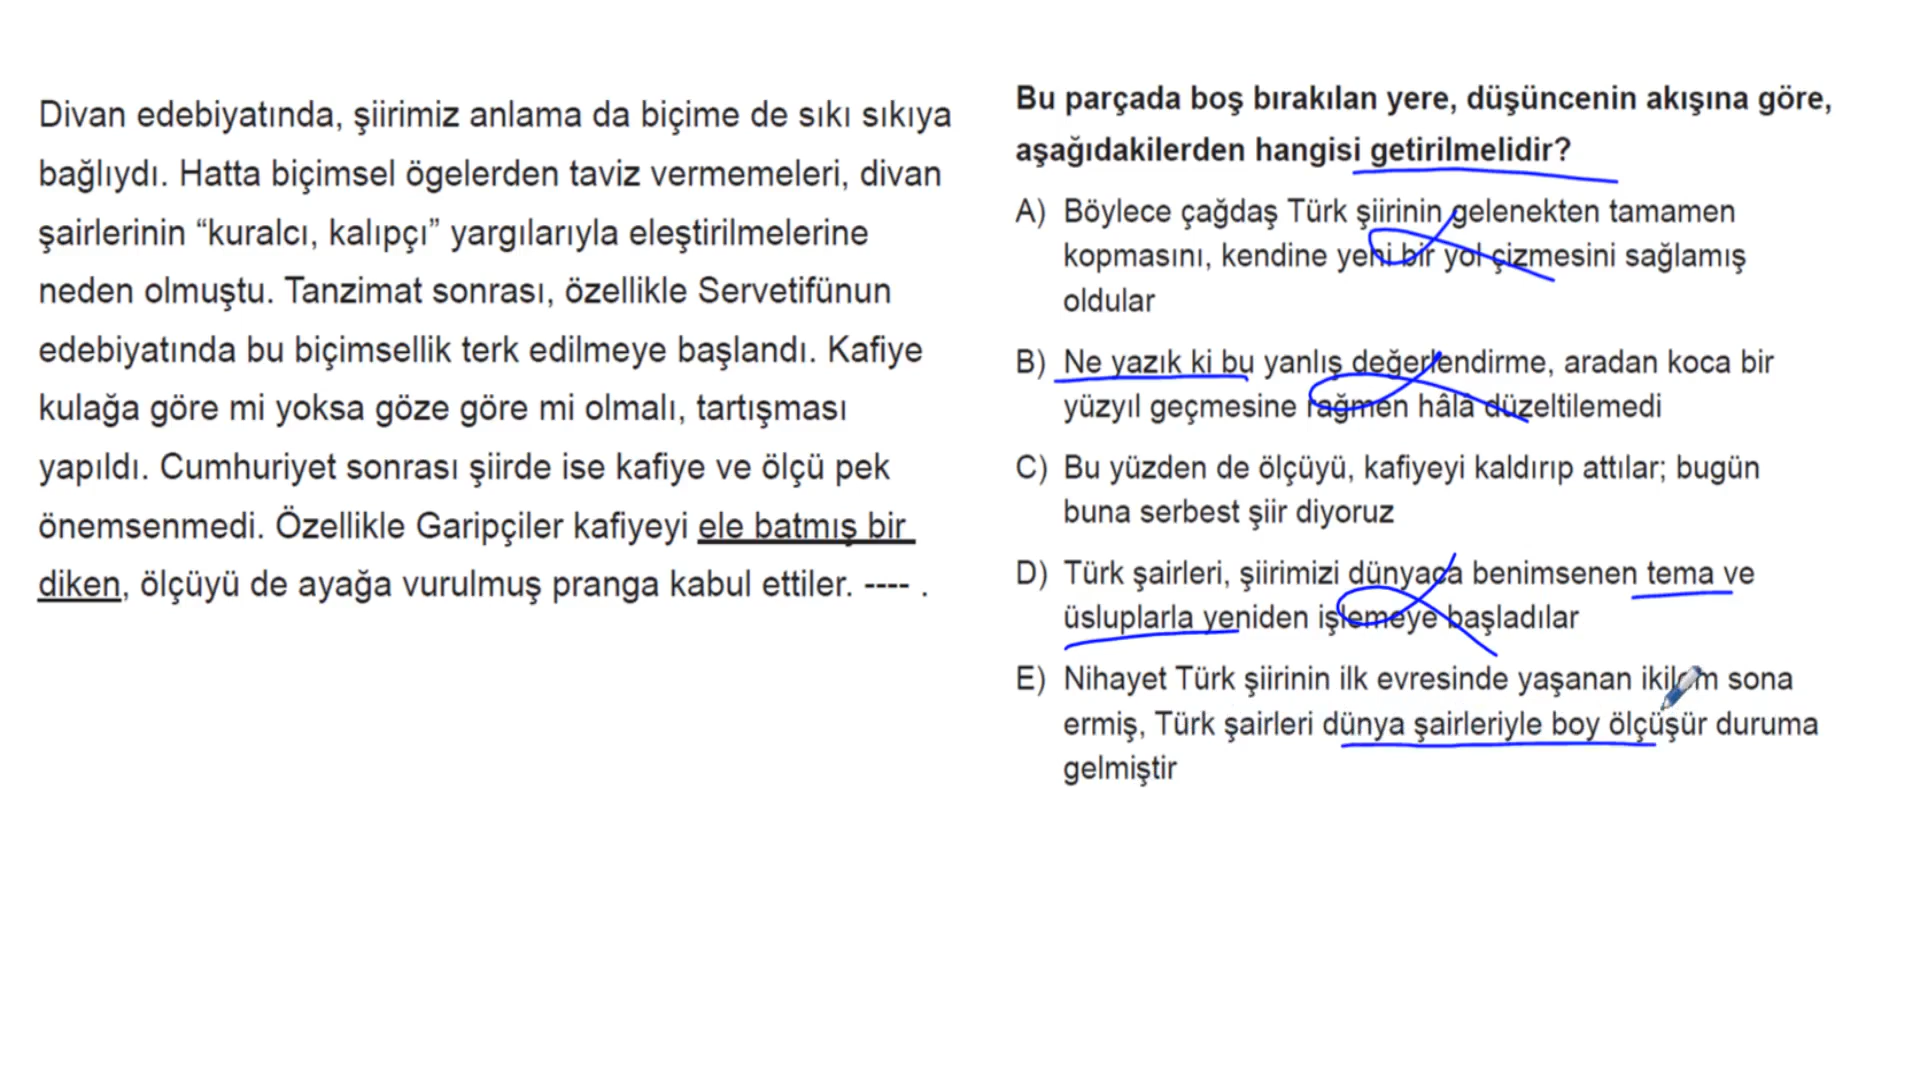 Divan edebiyatında, şiirimiz anlama da biçime de sıkı sıkıya
bağlıydı. Hatta biçimsel ögelerden taviz vermemeleri, divan
şairlerinin “kuralcı, kalıpçı” yargılarıyla eleştirilmelerine
neden olmuştu. Tanzimat sonrası, özellikle Servetifünun
edebiyatında bu biçimsellik terk edilmeye başlandı. Kafiye
kulağa göre mi yoksa göze göre mi olmalı, tartışması
yapıldı. Cumhuriyet sonrası şiirde ise kafiye ve ölçü pek
önemsenmedi. Özellikle Garipçiler kafiyeyi ele batmış bir
diken, ölçüyü de ayağa vurulmuş pranga kabul ettiler. ---- .
Bu parçada boş bırakılan yere, düşüncenin akışına göre,
aşağıdakilerden hangisi getirilmelidir?
A) Böylece çağdaş Türk şiirinin gelenekten tamamen
kopmasını, kendine yeni bir yol çizmesini sağlamış
oldular
B) Ne yazık ki bu yanlış değerlendirme, aradan koca bir
yüzyıl geçmesine rağmen hâlâ düzeltilemedi
C) Bu yüzden de ölçüyü, kafiyeyi kaldırıp attılar; bugün
buna serbest şiir diyoruz
D) Türk şairleri, şiirimizi dünyaca benimsenen tema ve
üsluplarla yeniden işlemeye başladılar
E) Nihayet Türk şiirinin ilk evresinde yaşanan ikilem sona
ermiş, Türk şairleri dünya şairleriyle boy ölçüşür duruma
gelmiştir